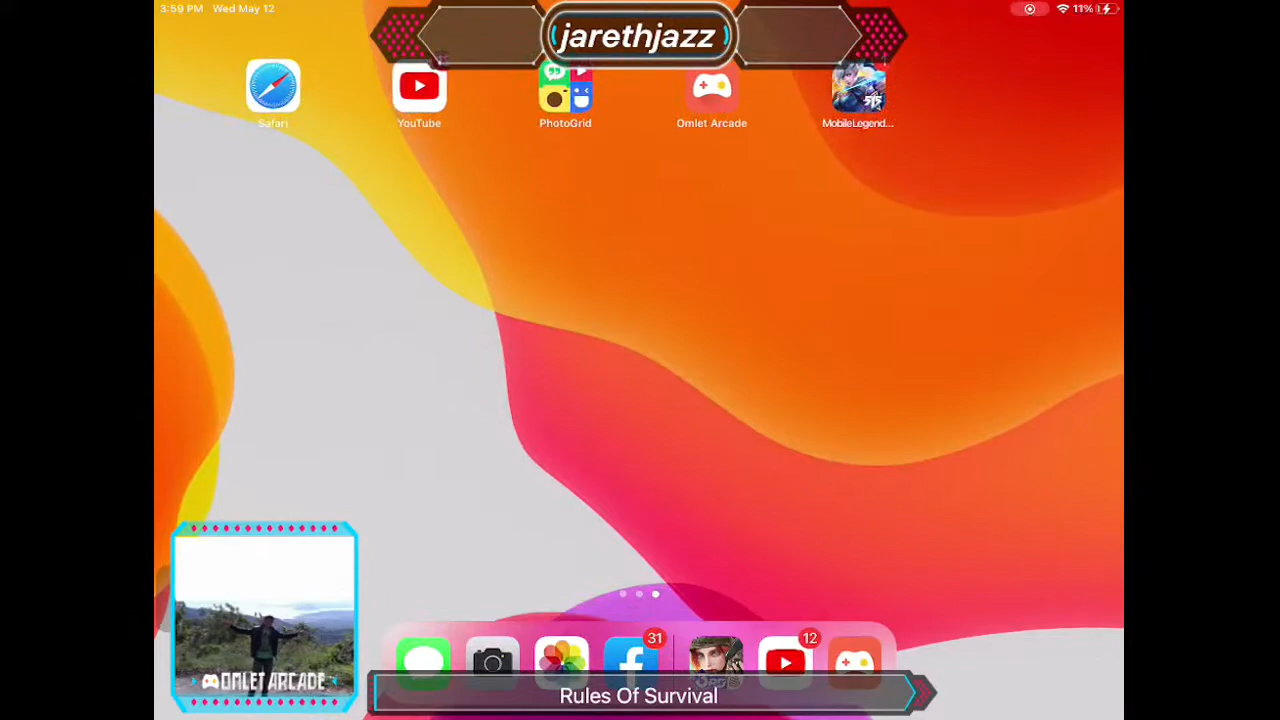 3:59 PM Wed May 12
11%
jarethjazz
515
Safari
YouTube
PhotoGrid
Omlet Arcade
MobileLegend...
31
12
OMLET ARCADE
Rules Of Survival